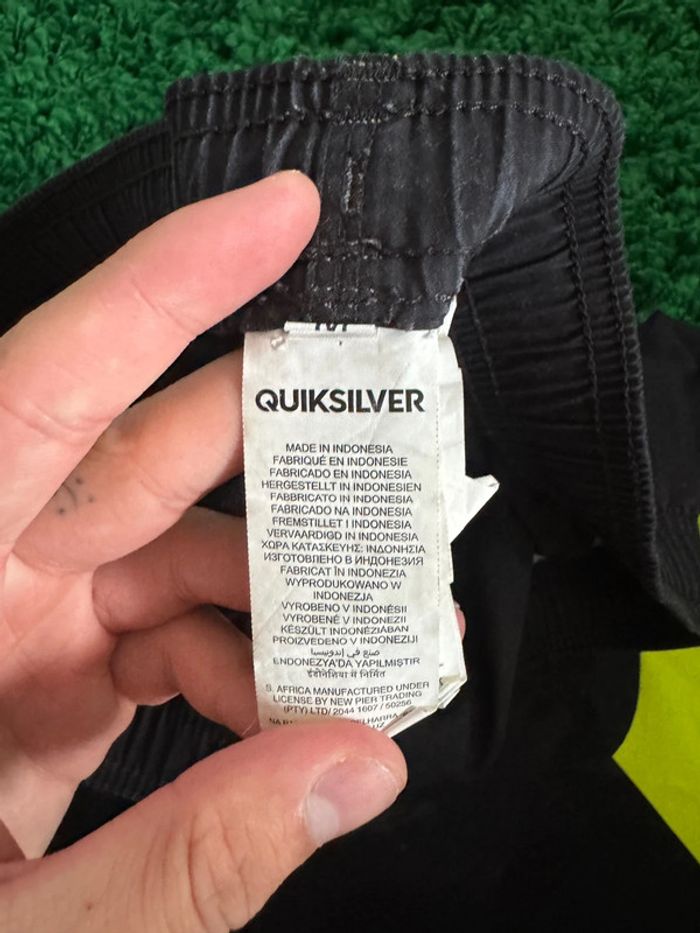 QUIKSILVER
MADE IN INDONESIA
FABRIQUÉ EN INDONESIE
FABRICADO EN INDONESIA
HERGESTELLT IN INDONESIEN
FABBRICATO IN INDONESIA
FABRICADO NA INDONESIA
FREMSTILLET I INDONESIA
VERVAARDIGD IN INDONESIA
ΧΩΡΑ ΚΑΤΑΣΚΕΥΗΣ: ΙΝΔΟΝΗΣΙΑ
ИЗГОТОВЛЕНО В ИНДОНЕЗИЯ
FABRICAT ÎN INDONEZIA
WYPRODUKOWANO W
INDONEZJA
VYROBENO V INDONÉSII
VYROBENÉ V INDONEZII
KÉSZÜLT INDONÉZIÁBAN
PROIZVEDENO V INDONEZIJI
صنع في إندونيسيا
ENDONEZYA'DA YAPILMIŞTIR
इंडोनेशिया में निर्मित
S. AFRICA MANUFACTURED UNDER
LICENSE BY NEW PIER TRADING
(PTY) LTD/ 2044 1607 / 50256